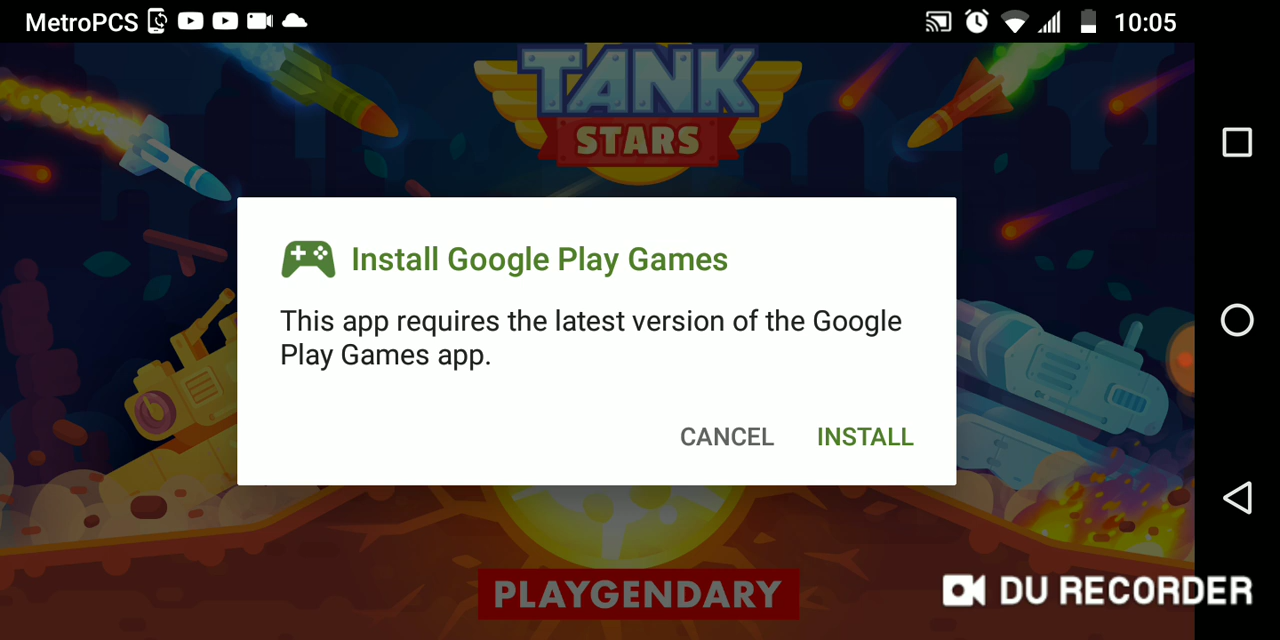 MetroPCS
10:05
TANK
STARS
Install Google Play Games
This app requires the latest version of the Google
Play Games app.
CANCEL
INSTALL
PLAYGENDARY
DU RECORDER